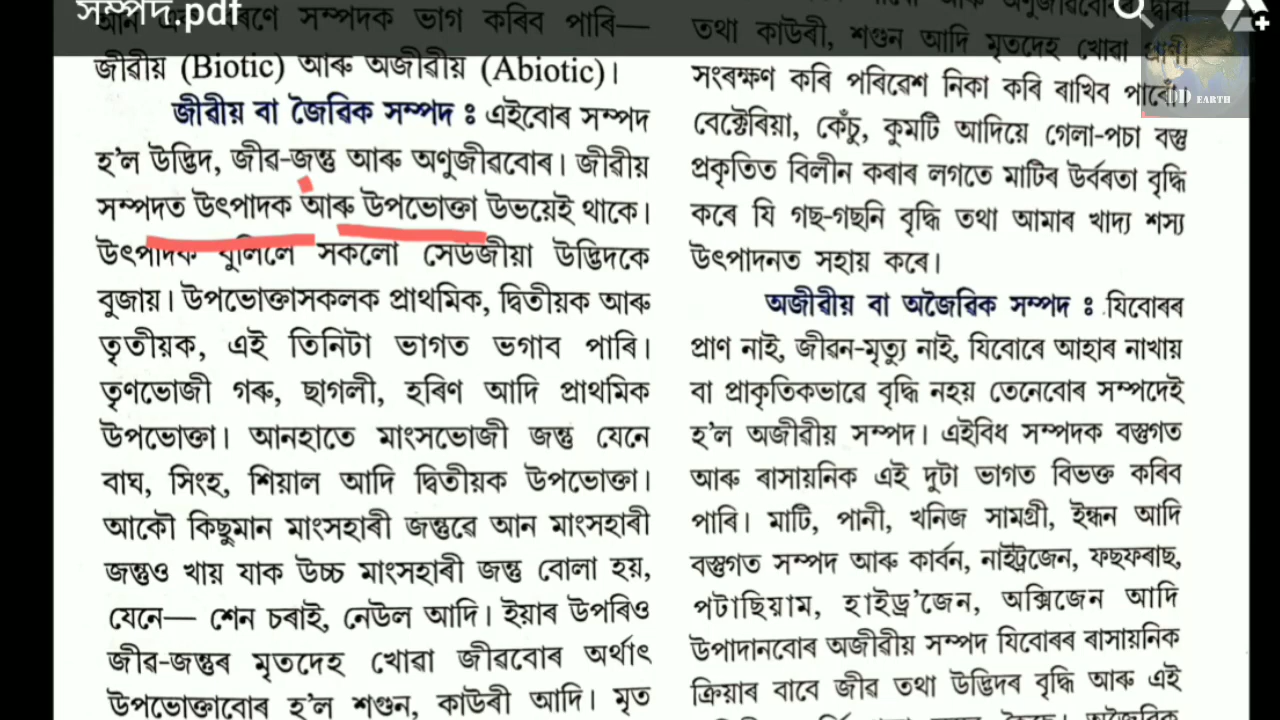 সম্পদ.pdf
ভাগ কৰিব পাৰি—
জীৱীয় (Biotic) আৰু অজীৱীয় (Abiotic)।
জীৱীয় বা জৈৱিক সম্পদ : এইবোৰ সম্পদ
হ'ল উদ্ভিদ, জীৱ-জন্তু আৰু অণুজীৱবোৰ। জীৱীয়
সম্পদত উৎপাদক আৰু উপভোক্তা উভয়েই থাকে।
উৎপাদক বুলিলে সকলো সেউজীয়া উদ্ভিদকে
বুজায়। উপভোক্তাসকলক প্ৰাথমিক, দ্বিতীয়ক আৰু
তৃতীয়ক, এই তিনিটা ভাগত ভগাব পাৰি।
তৃণভোজী গৰু, ছাগলী, হৰিণ আদি প্ৰাথমিক
উপভোক্তা। আনহাতে মাংসভোজী জন্তু যেনে
বাঘ, সিংহ, শিয়াল আদি দ্বিতীয়ক উপভোক্তা।
আকৌ কিছুমান মাংসহাৰী জন্তুৱে আন মাংসহাৰী
জন্তুও খায় যাক উচ্চ মাংসহাৰী জন্তু বোলা হয়,
যেনে— শেন চৰাই, নেউল আদি। ইয়াৰ উপৰিও
জীৱ-জন্তুৰ মৃতদেহ খোৱা জীৱবোৰ অৰ্থাৎ
উপভোক্তাবোৰ হ'ল শগুন, কাউৰী আদি। মৃত
তথা কাউৰী, শগুন আদি মৃতদেহ খোৱা প্ৰাণী
সংৰক্ষণ কৰি পৰিৱেশ নিকা কৰি ৰাখিব পাৰোঁ।
বেক্টেৰিয়া, কেঁচু, কুমটি আদিয়ে গেলা-পচা বস্তু
প্ৰকৃতিত বিলীন কৰাৰ লগতে মাটিৰ উৰ্বৰতা বৃদ্ধি
কৰে যি গছ-গছনি বৃদ্ধি তথা আমাৰ খাদ্য শস্য
উৎপাদনত সহায় কৰে।
অজীৱীয় বা অজৈৱিক সম্পদ : যিবোৰৰ
প্ৰাণ নাই, জীৱন-মৃত্যু নাই, যিবোৰে আহাৰ নাখায়
বা প্ৰাকৃতিকভাৱে বৃদ্ধি নহয় তেনেবোৰ সম্পদেই
হ'ল অজীৱীয় সম্পদ। এইবিধ সম্পদক বস্তুগত
আৰু ৰাসায়নিক এই দুটা ভাগত বিভক্ত কৰিব
পাৰি। মাটি, পানী, খনিজ সামগ্ৰী, ইন্ধন আদি
বস্তুগত সম্পদ আৰু কাৰ্বন, নাইট্ৰজেন, ফছফৰাছ,
পটাছিয়াম, হাইড্ৰ'জেন, অক্সিজেন আদি
উপাদানবোৰ অজীৱীয় সম্পদ যিবোৰৰ ৰাসায়নিক
ক্ৰিয়াৰ বাবে জীৱ তথা উদ্ভিদৰ বৃদ্ধি আৰু এই
EARTH